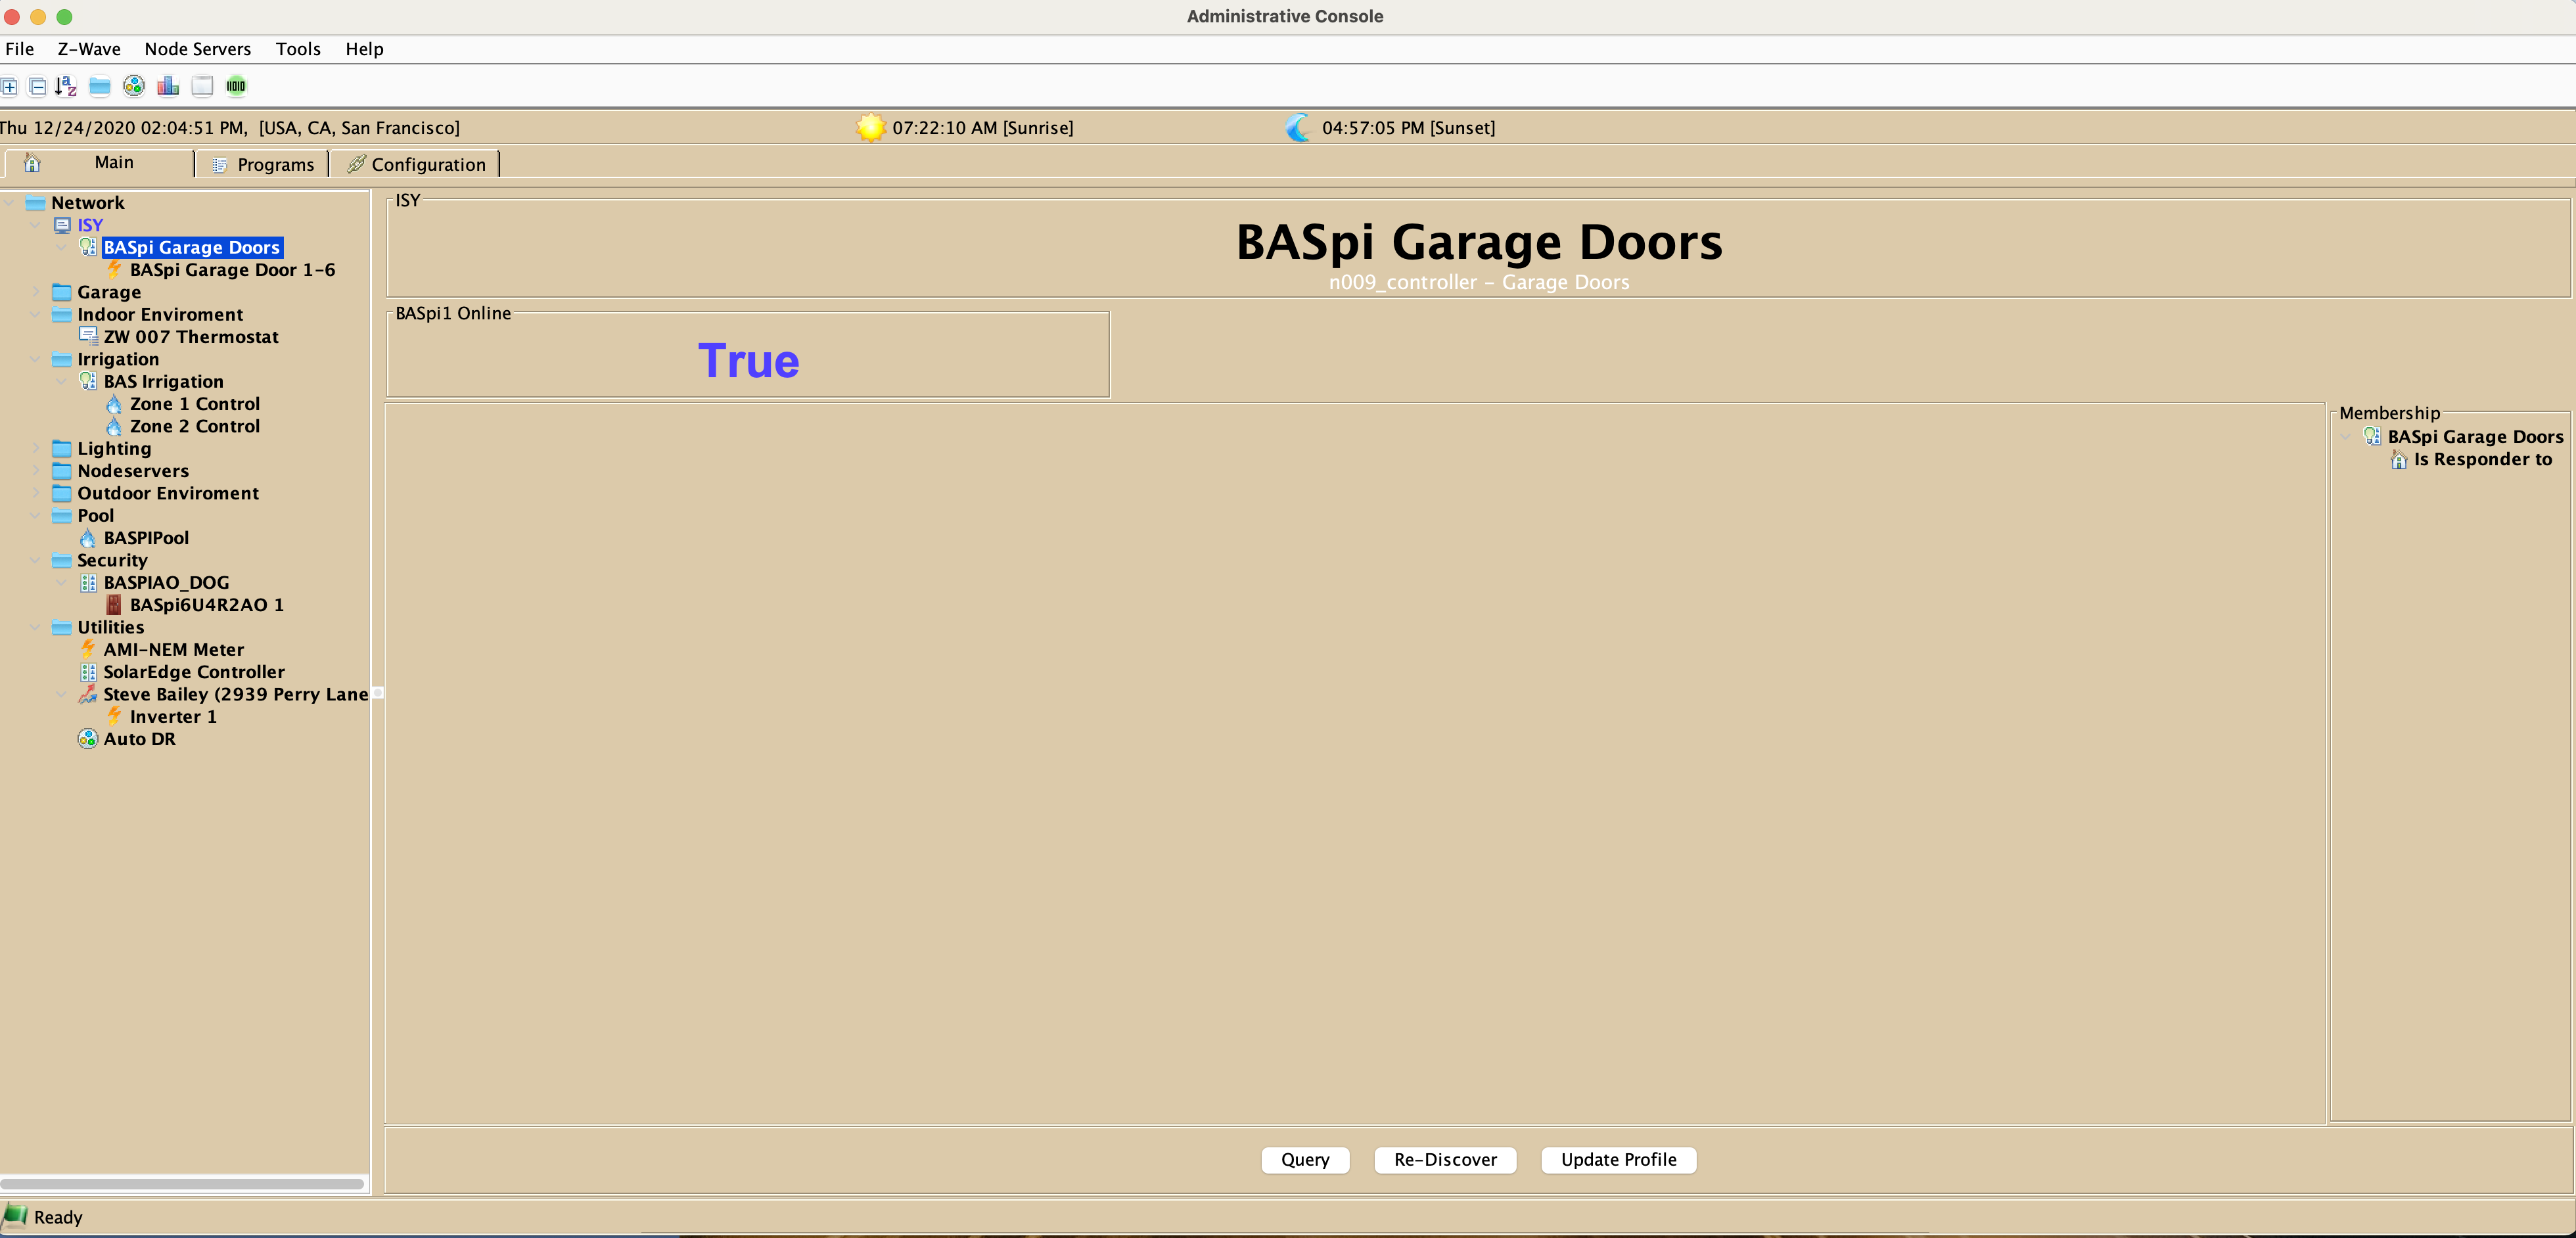 Administrative Console
File Z-Wave Node Servers Tools Help
Thu 12/24/2020 02:04:51 PM, [USA, CA, San Francisco] 07:22:10 AM [Sunrise] 04:57:05 PM [Sunset]
Main Programs Configuration
Network
ISY
BASpi Garage Doors
BASpi Garage Door 1-6
Garage
Indoor Enviroment
ZW 007 Thermostat
Irrigation
BAS Irrigation
Zone 1 Control
Zone 2 Control
Lighting
Nodeservers
Outdoor Enviroment
Pool
BASPIPool
Security
BASPIAO_DOG
BASpi6U4R2AO 1
Utilities
AMI-NEM Meter
SolarEdge Controller
Steve Bailey (2939 Perry Lane
Inverter 1
Auto DR
ISY
BASpi Garage Doors
n009_controller - Garage Doors
BASpi1 Online
True
Membership
BASpi Garage Doors
Is Responder to
Query Re-Discover Update Profile
Ready